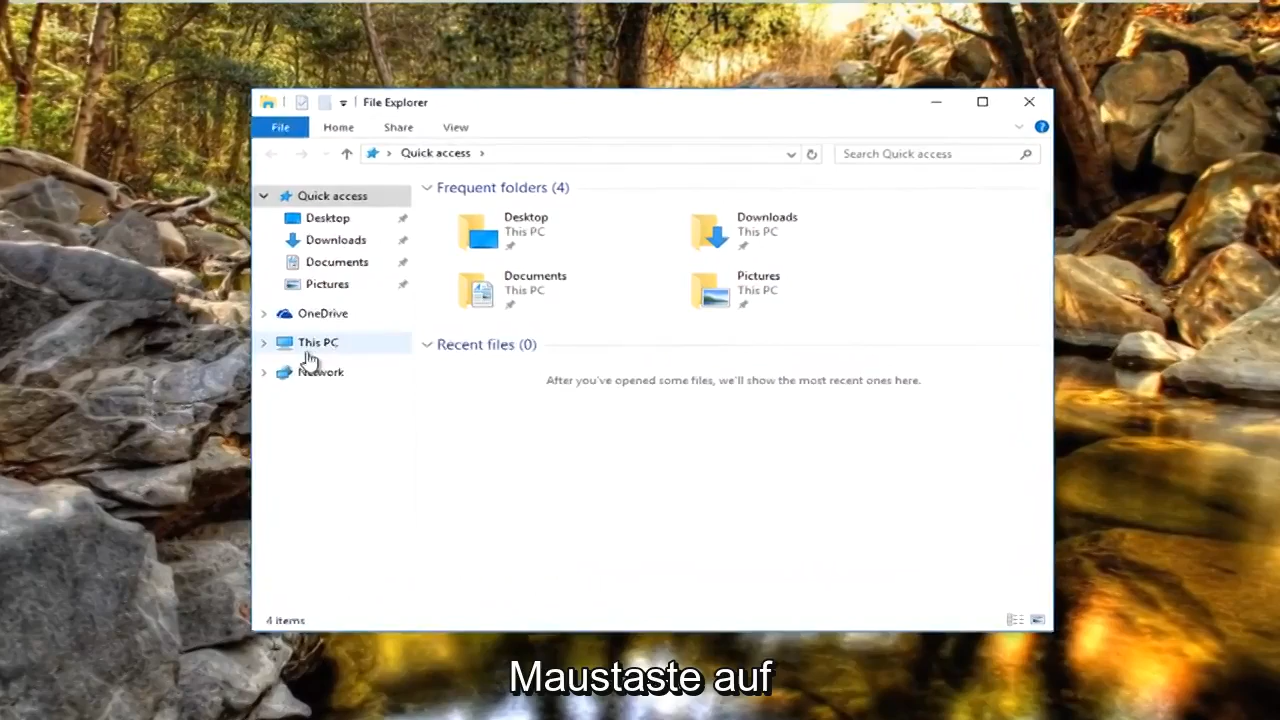 File Explorer
File Home Share View
Quick access
Search Quick access
Quick access
Desktop
Downloads
Documents
Pictures
OneDrive
This PC
Network
Frequent folders (4)
Desktop
This PC
Downloads
This PC
Documents
This PC
Pictures
This PC
Recent files (0)
After you've opened some files, we'll show the most recent ones here.
4 items
Maustaste auf